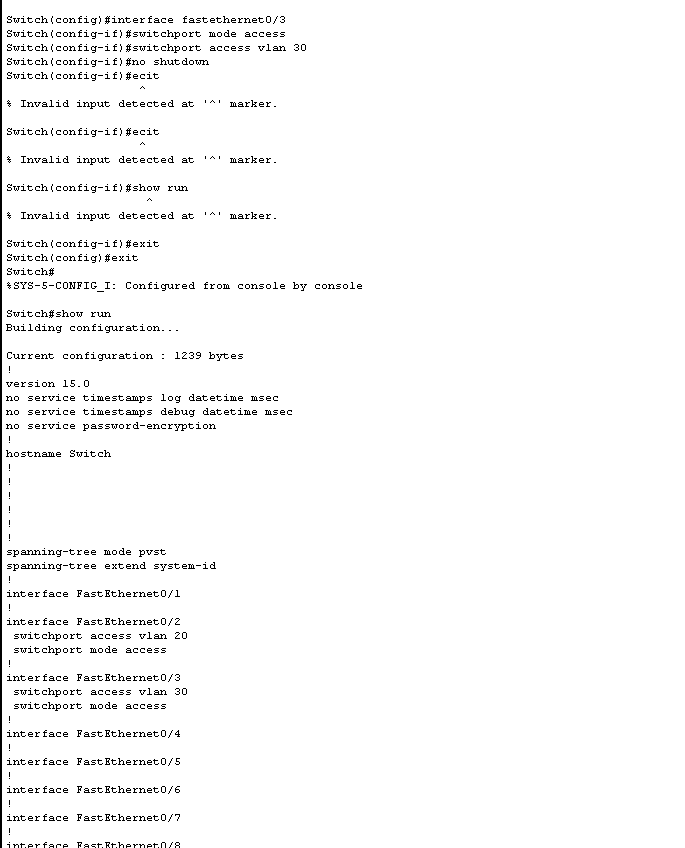 Switch(config)#interface fastethernet0/3
Switch(config-if)#switchport mode access
Switch(config-if)#switchport access vlan 30
Switch(config-if)#no shutdown
Switch(config-if)#ecit
^
% Invalid input detected at '^' marker.
Switch(config-if)#ecit
^
% Invalid input detected at '^' marker.
Switch(config-if)#show run
^
% Invalid input detected at '^' marker.
Switch(config-if)#exit
Switch(config)#exit
Switch#
%SYS-5-CONFIG_I: Configured from console by console
Switch#show run
Building configuration...
Current configuration : 1239 bytes
!
version 15.0
no service timestamps log datetime msec
no service timestamps debug datetime msec
no service password-encryption
!
hostname Switch
!
!
!
!
!
!
spanning-tree mode pvst
spanning-tree extend system-id
!
interface FastEthernet0/1
!
interface FastEthernet0/2
switchport access vlan 20
switchport mode access
!
interface FastEthernet0/3
switchport access vlan 30
switchport mode access
!
interface FastEthernet0/4
!
interface FastEthernet0/5
!
interface FastEthernet0/6
!
interface FastEthernet0/7
!
interface FastEthernet0/8